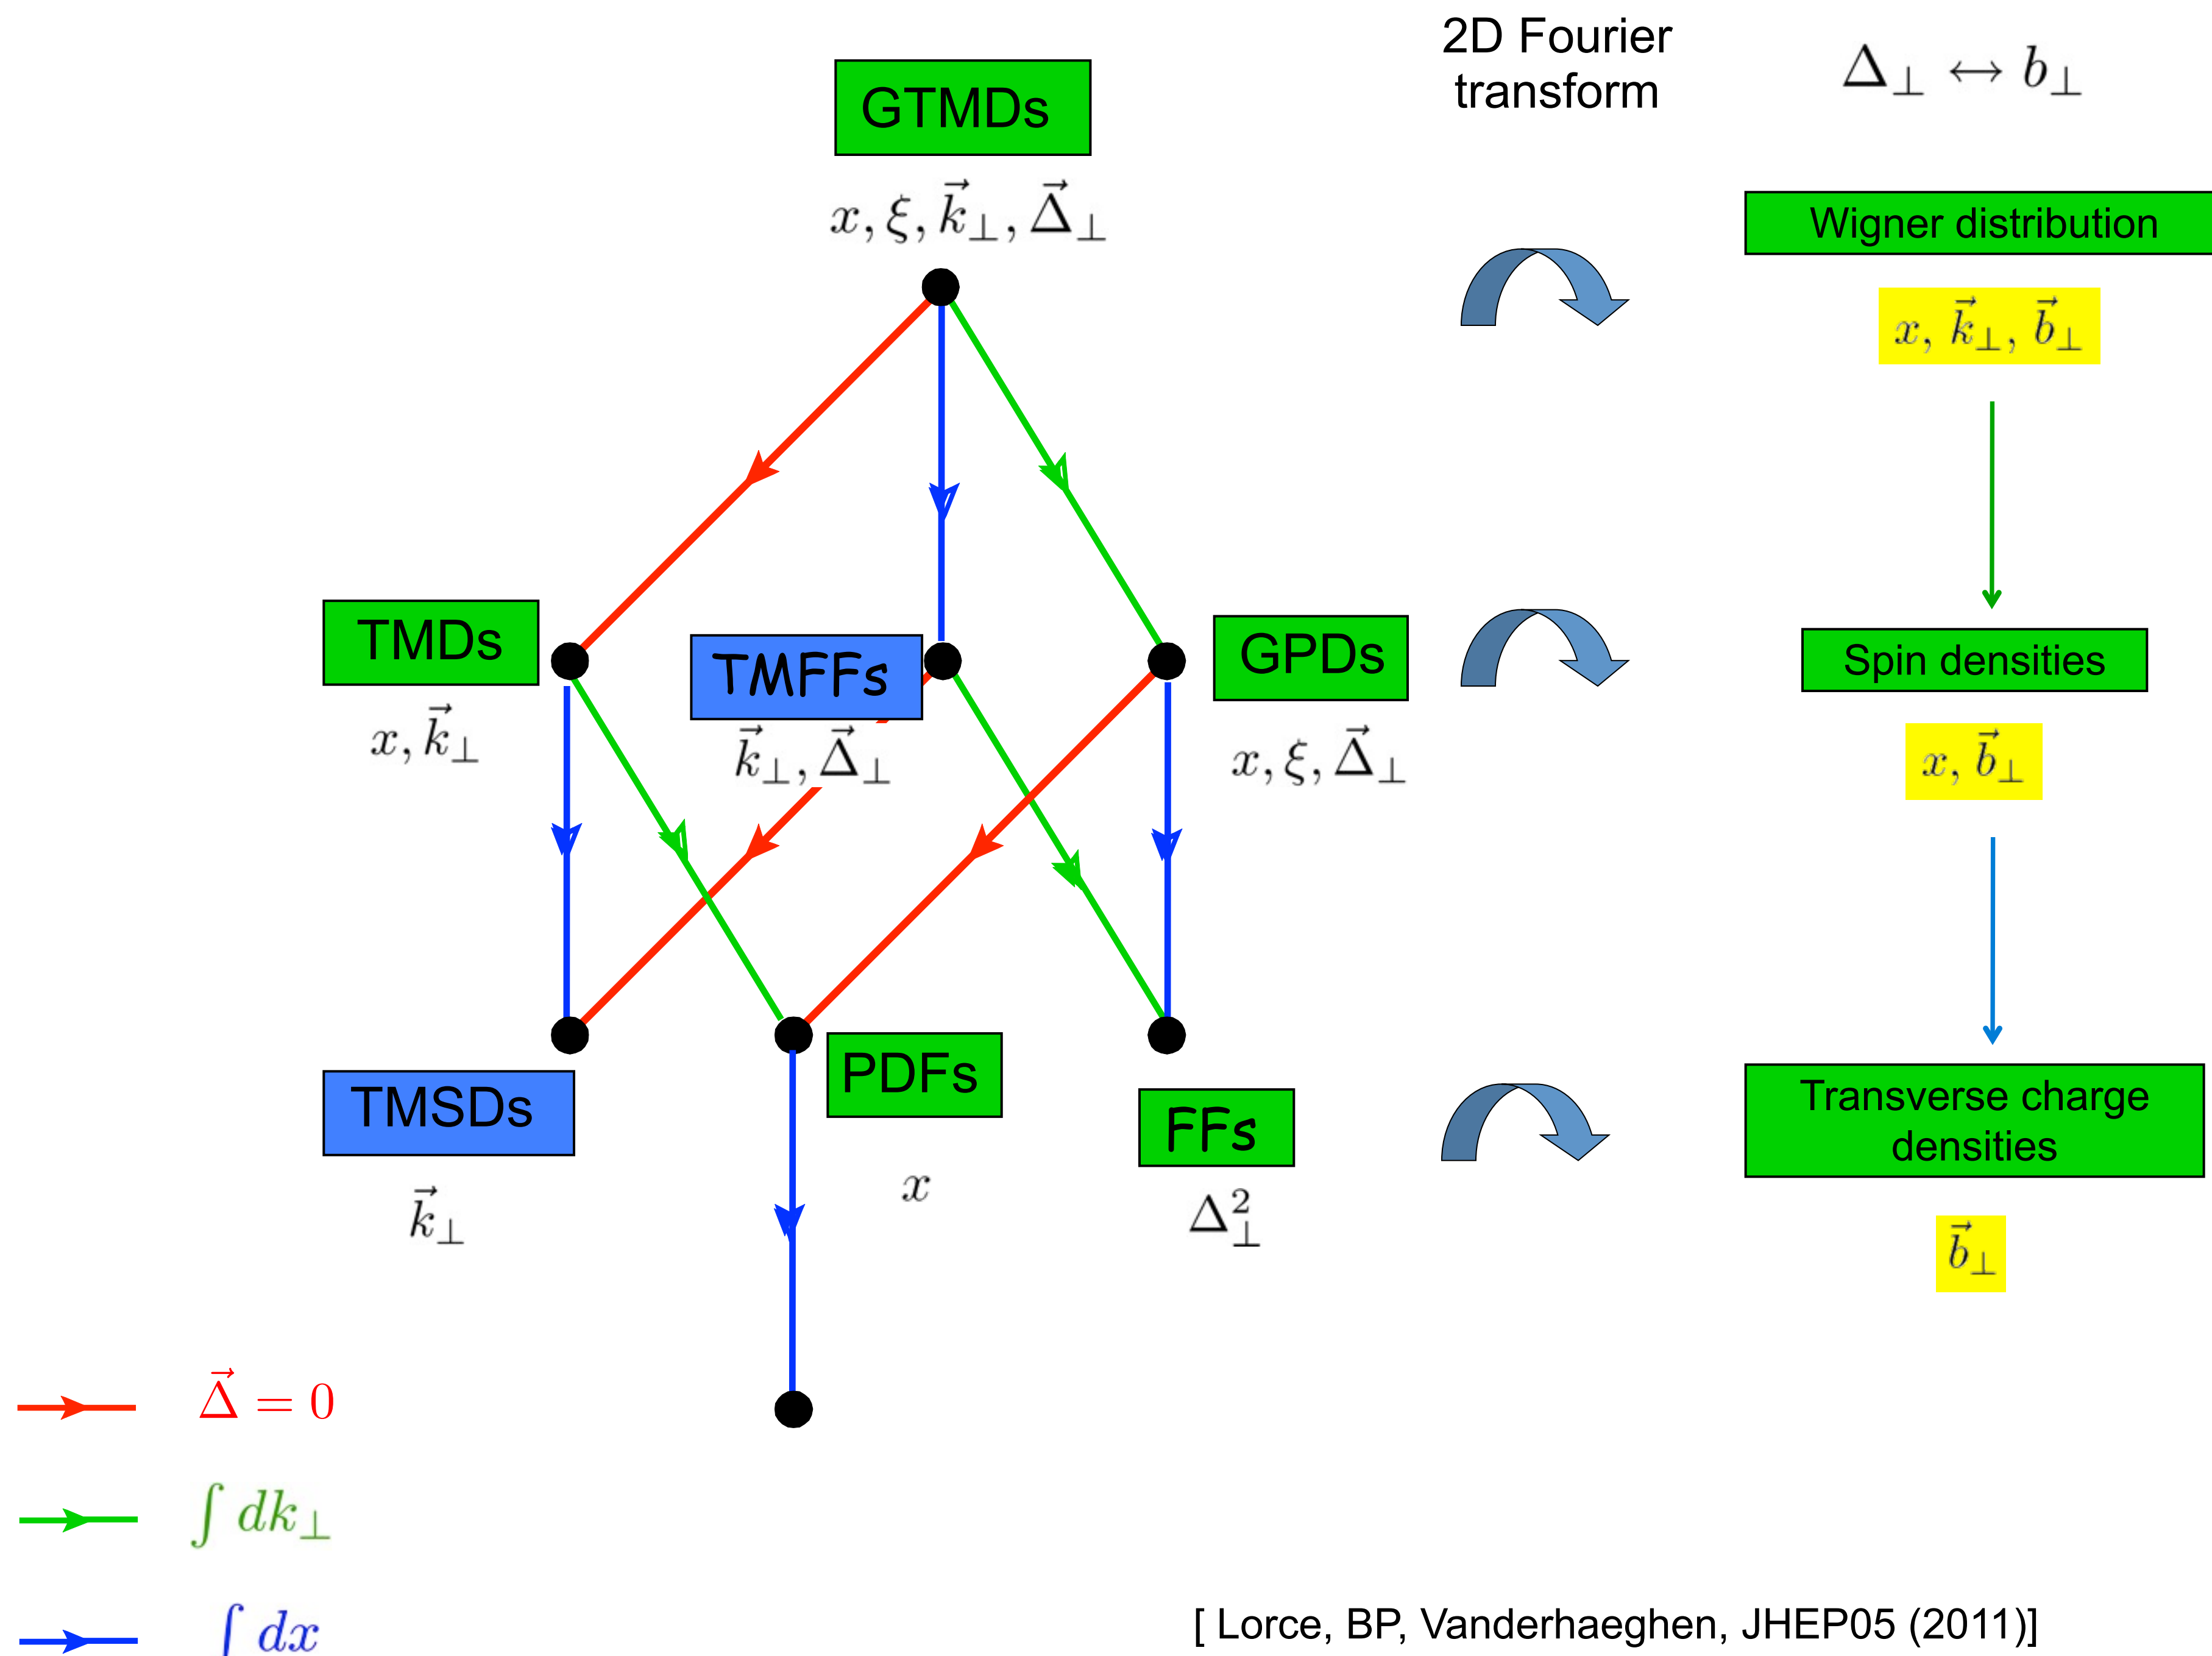 2D Fourier
transform
Δ⊥ ↔ b⊥
GTMDs
x, ξ, k⃗⊥, Δ⃗⊥
Wigner distribution
x, k⃗⊥, b⃗⊥
TMDs
x, k⃗⊥
TMFFs
k⃗⊥, Δ⃗⊥
GPDs
x, ξ, Δ⃗⊥
Spin densities
x, b⃗⊥
TMSDs
k⃗⊥
PDFs
x
FFs
Δ²⊥
Transverse charge
densities
b⃗⊥
Δ⃗ = 0
∫ dk⊥
∫ dx
[ Lorce, BP, Vanderhaeghen, JHEP05 (2011)]